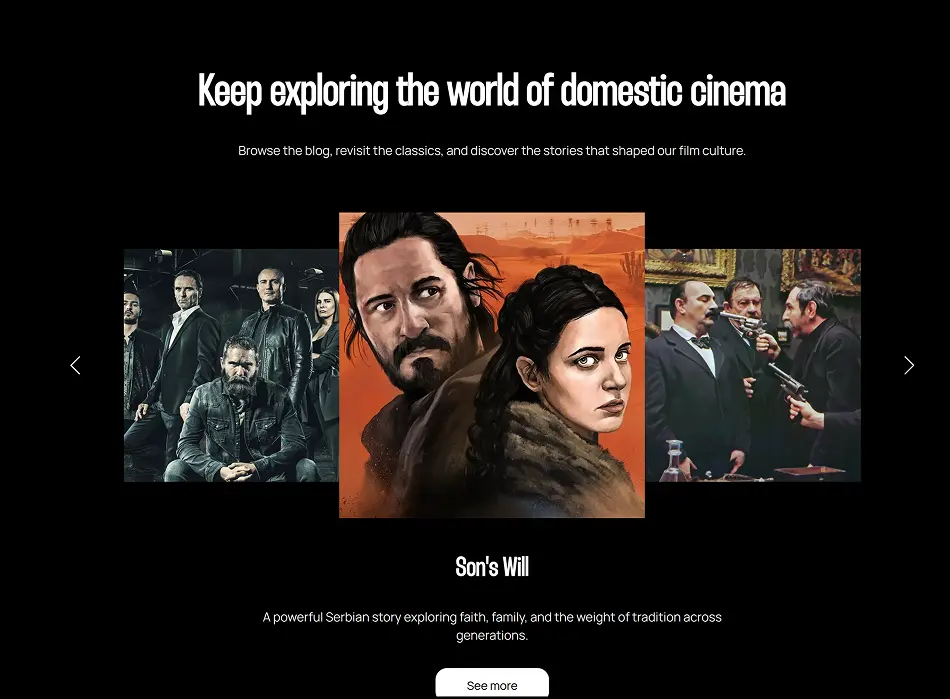 Keep exploring the world of domestic cinema
Browse the blog, revisit the classics, and discover the stories that shaped our film culture.
Son's Will
A powerful Serbian story exploring faith, family, and the weight of tradition across
generations.
See more